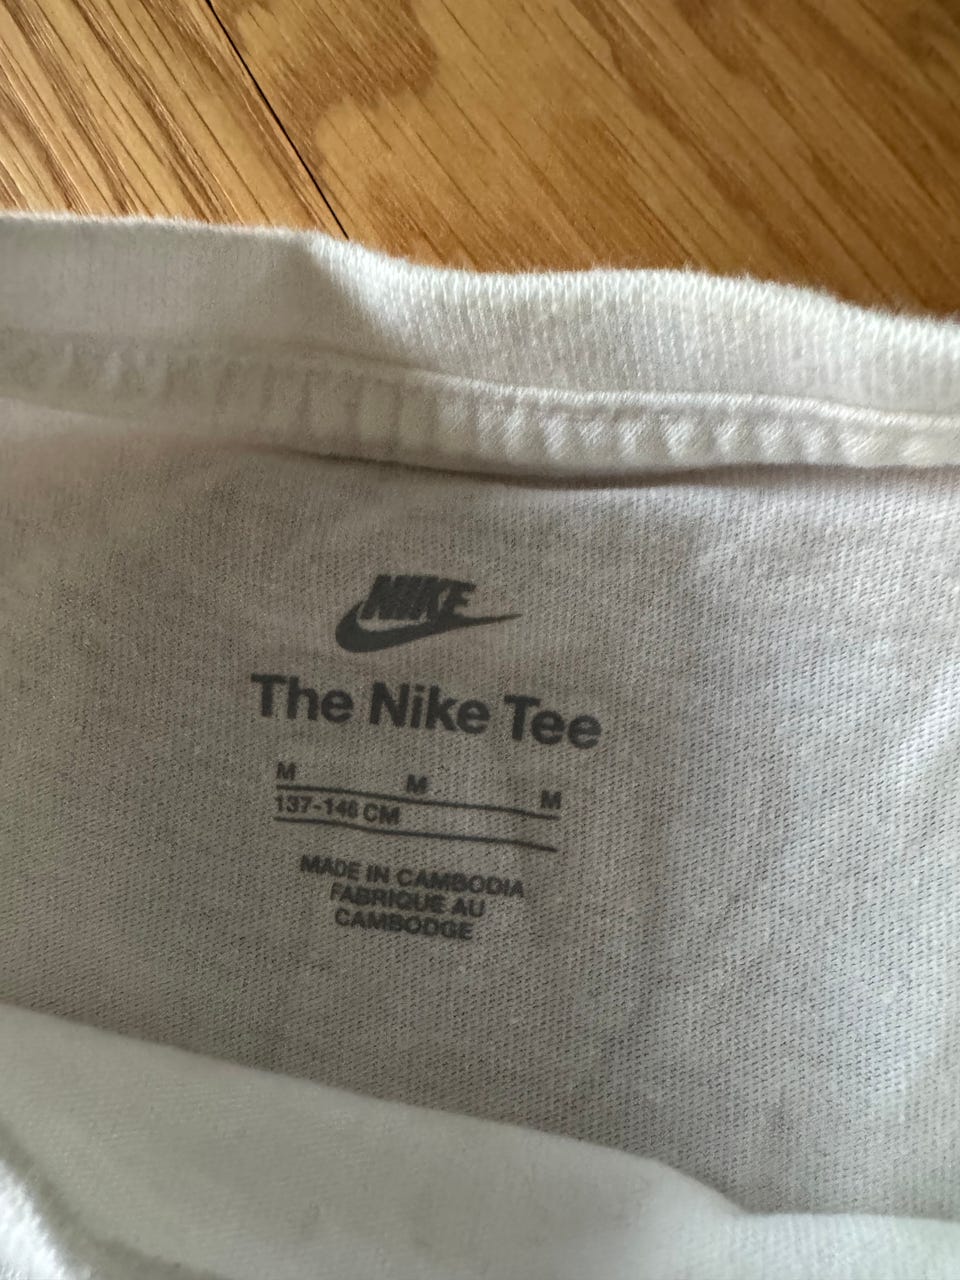 NIKE
The Nike Tee
M M M
137-146 CM
MADE IN CAMBODIA
FABRIQUE AU
CAMBODGE